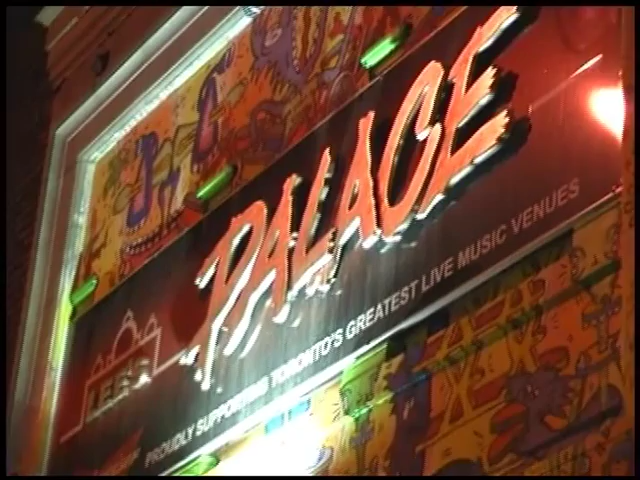 PALACE
LEE'S
PROUDLY SUPPORTING TORONTO'S GREATEST LIVE MUSIC VENUES